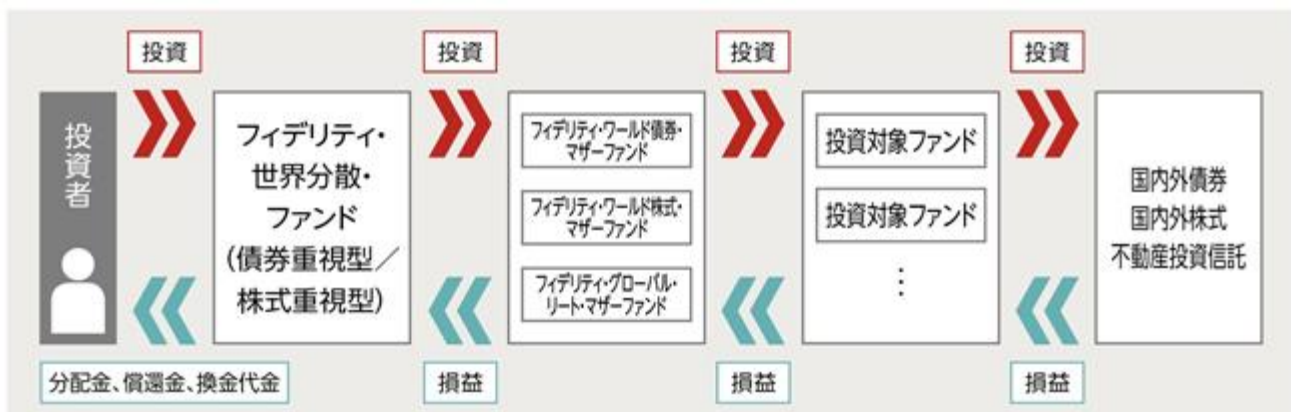 投資
投資
投資
投資
投資者
フィデリティ・
世界分散・
ファンド
(債券重視型／
株式重視型)
フィデリティ・ワールド債券・
マザーファンド
フィデリティ・ワールド株式・
マザーファンド
フィデリティ・グローバル・
リート・マザーファンド
投資対象ファンド
投資対象ファンド
⋮
国内外債券
国内外株式
不動産投資信託
分配金、償還金、換金代金
損益
損益
損益